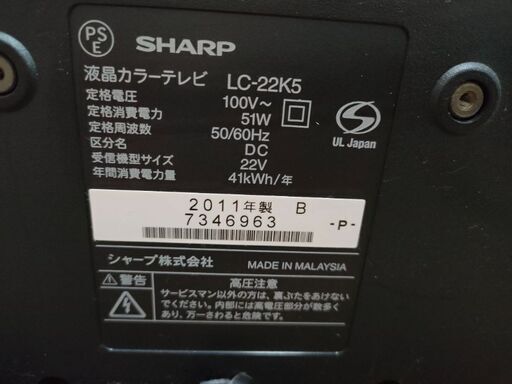 PS
E
SHARP
液晶カラーテレビ LC-22K5
定格電圧 100V～
定格消費電力 51W
定格周波数 50/60Hz
区分名 DC
受信機型サイズ 22V
年間消費電力量 41kWh/年
UL Japan
2011年製 B
7346963
-P-
シャープ株式会社 MADE IN MALAYSIA
⚠警告 高圧注意
サービスマン以外の方は、裏ぶたをあけない
でください。内部には高電圧部分が数多く
あり、万一さわると危険です。